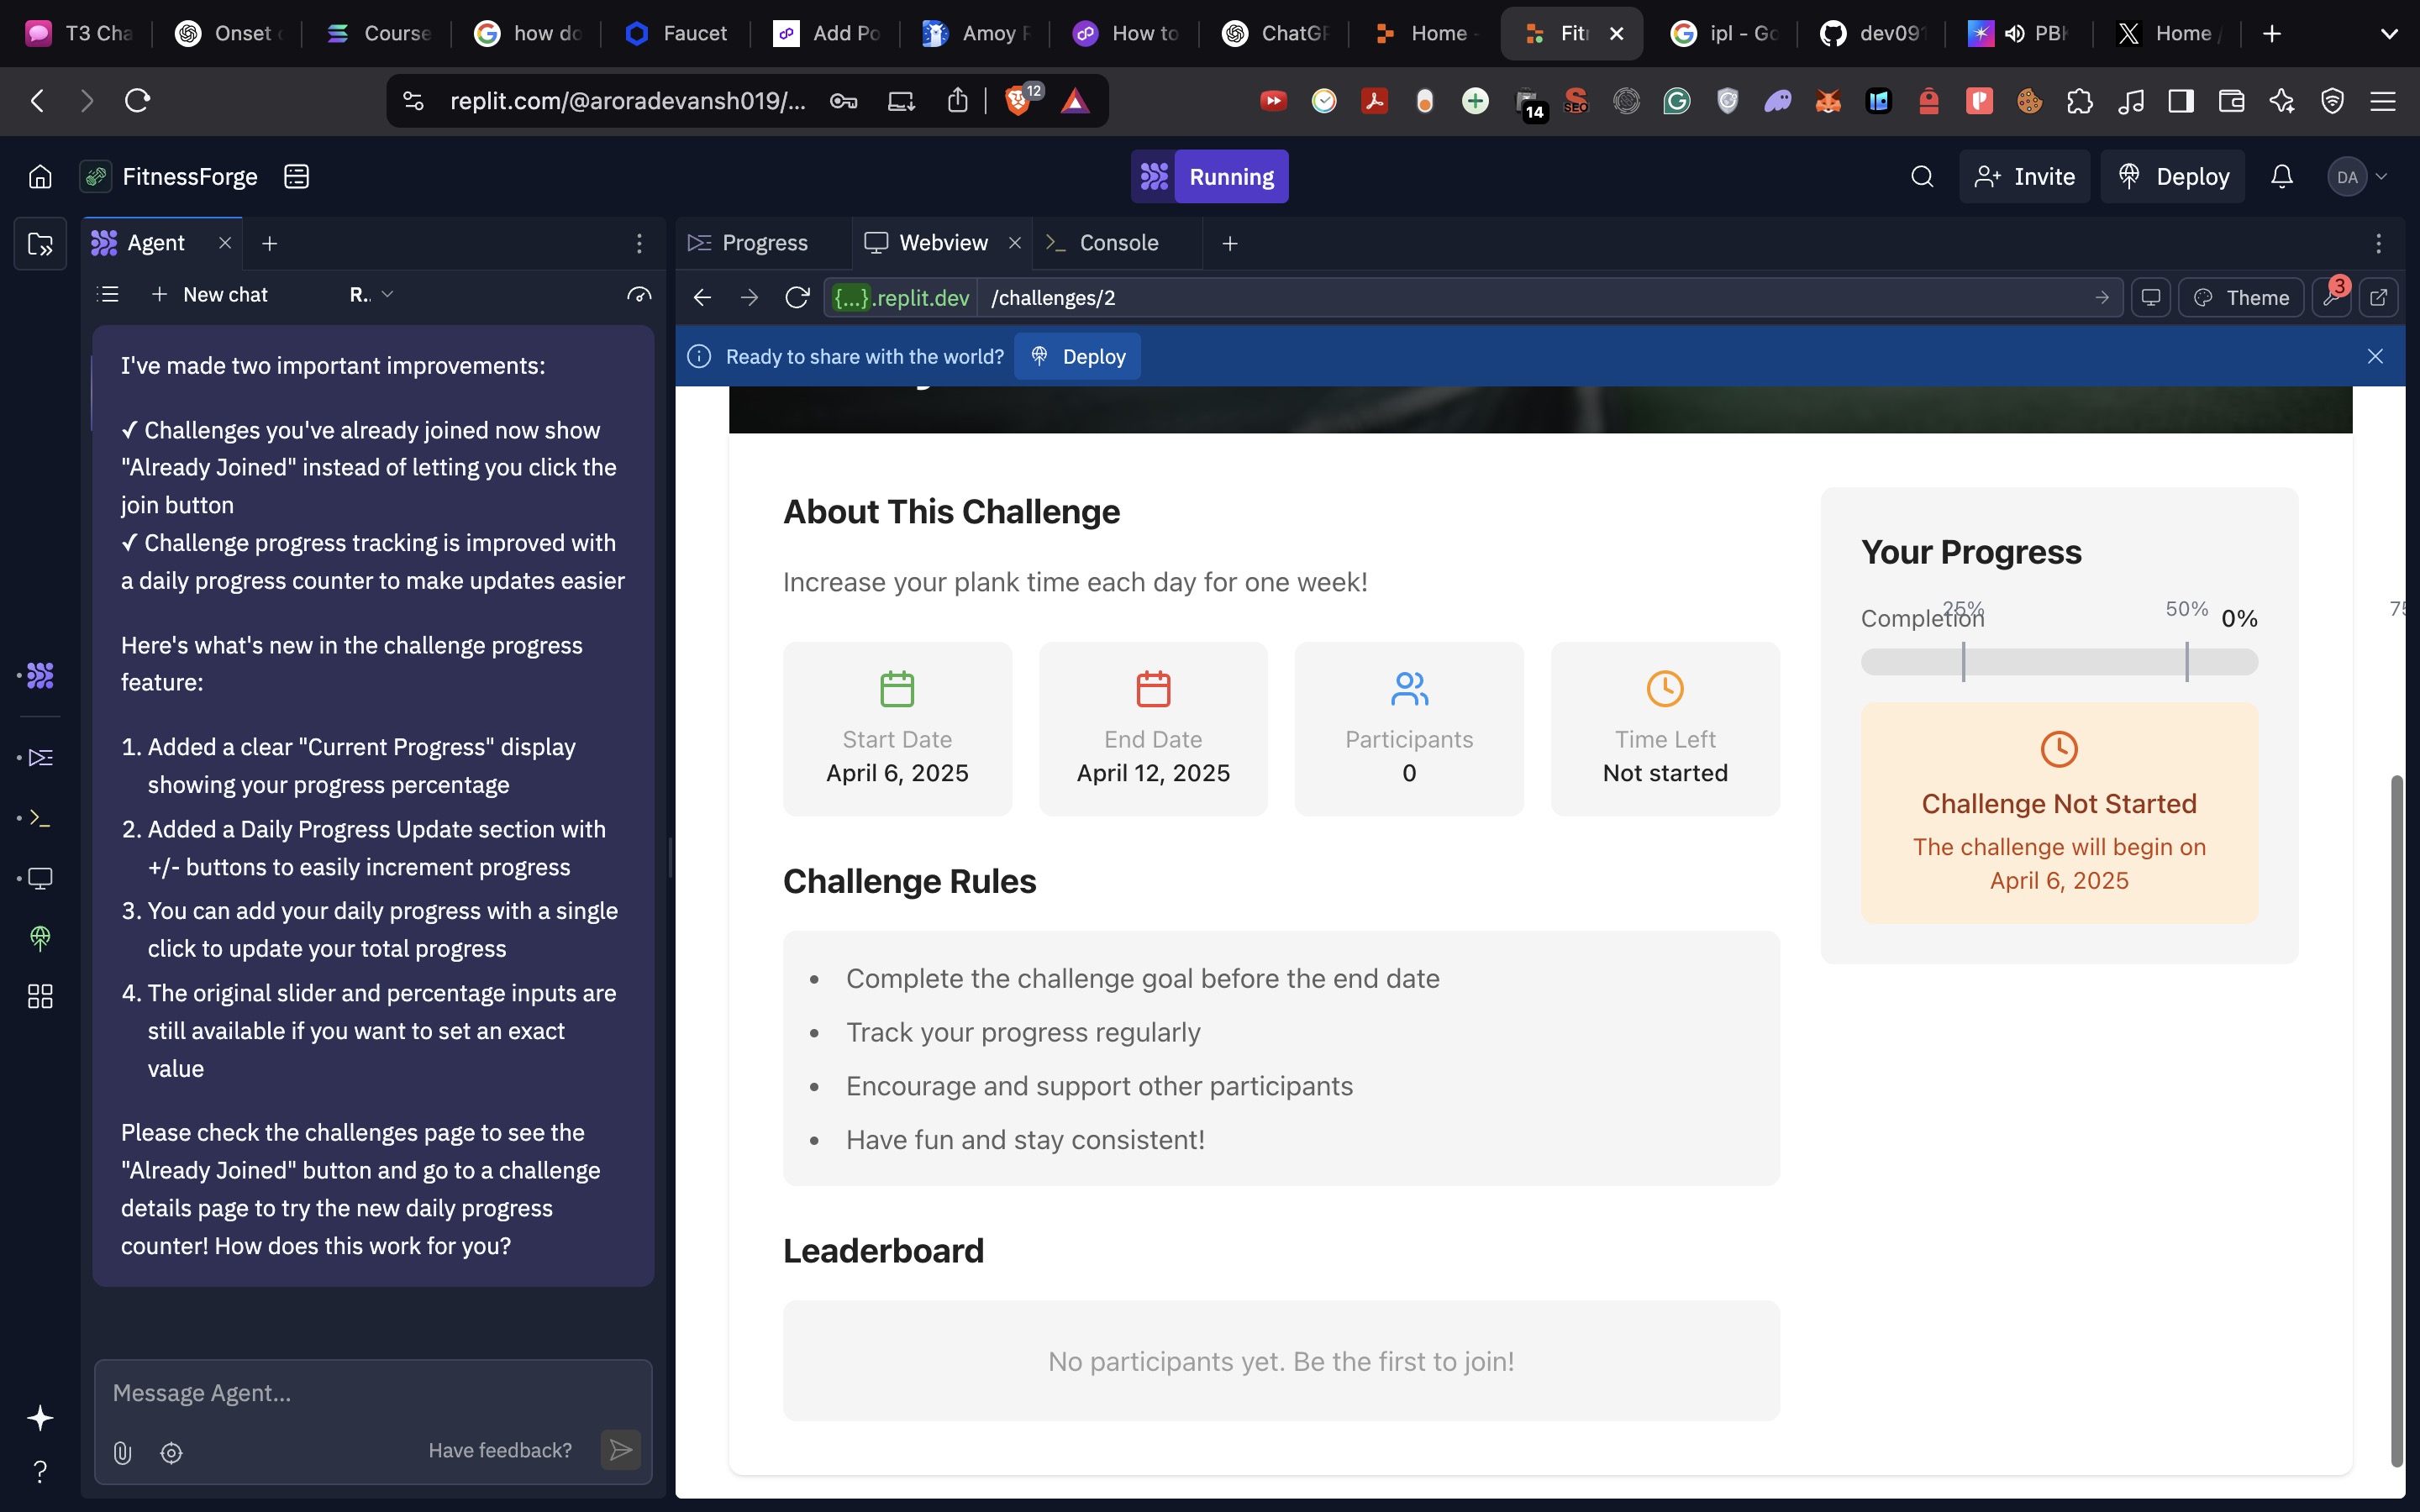 T3 Cha
Onset
Course
how do
Faucet
Add Po
Amoy
How to
ChatG
Home
Fit
ipl - Go
dev091
PBK
Home
replit.com/@aroradevansh019/...
12
14
SEO
FitnessForge
Running
Invite
Deploy
DA
Agent
Progress
Webview
Console
New chat
R..
{...}.replit.dev
/challenges/2
Theme
3
Ready to share with the world?
Deploy
I've made two important improvements:
✓ Challenges you've already joined now show
"Already Joined" instead of letting you click the
join button
✓ Challenge progress tracking is improved with
a daily progress counter to make updates easier
Here's what's new in the challenge progress
feature:
1. Added a clear "Current Progress" display
showing your progress percentage
2. Added a Daily Progress Update section with
+/- buttons to easily increment progress
3. You can add your daily progress with a single
click to update your total progress
4. The original slider and percentage inputs are
still available if you want to set an exact
value
Please check the challenges page to see the
"Already Joined" button and go to a challenge
details page to try the new daily progress
counter! How does this work for you?
Message Agent...
Have feedback?
About This Challenge
Increase your plank time each day for one week!
Start Date
April 6, 2025
End Date
April 12, 2025
Participants
0
Time Left
Not started
Challenge Rules
• Complete the challenge goal before the end date
• Track your progress regularly
• Encourage and support other participants
• Have fun and stay consistent!
Leaderboard
No participants yet. Be the first to join!
Your Progress
Completion
25%
50%
0%
75
Challenge Not Started
The challenge will begin on
April 6, 2025